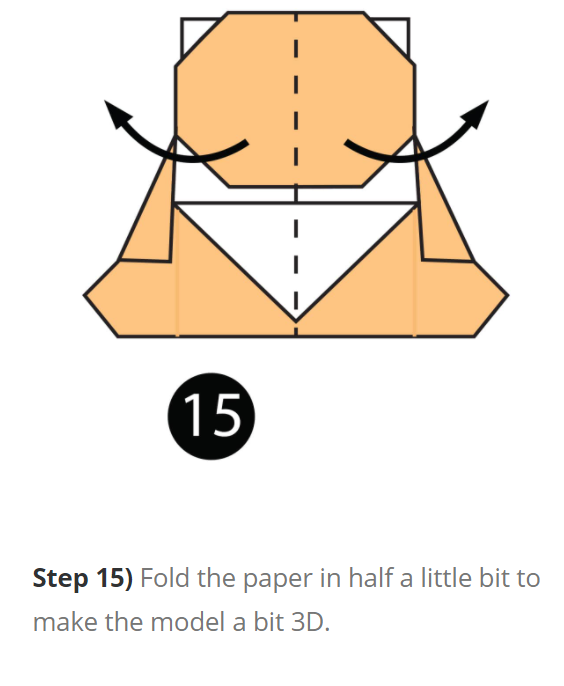 15
Step 15) Fold the paper in half a little bit to
make the model a bit 3D.